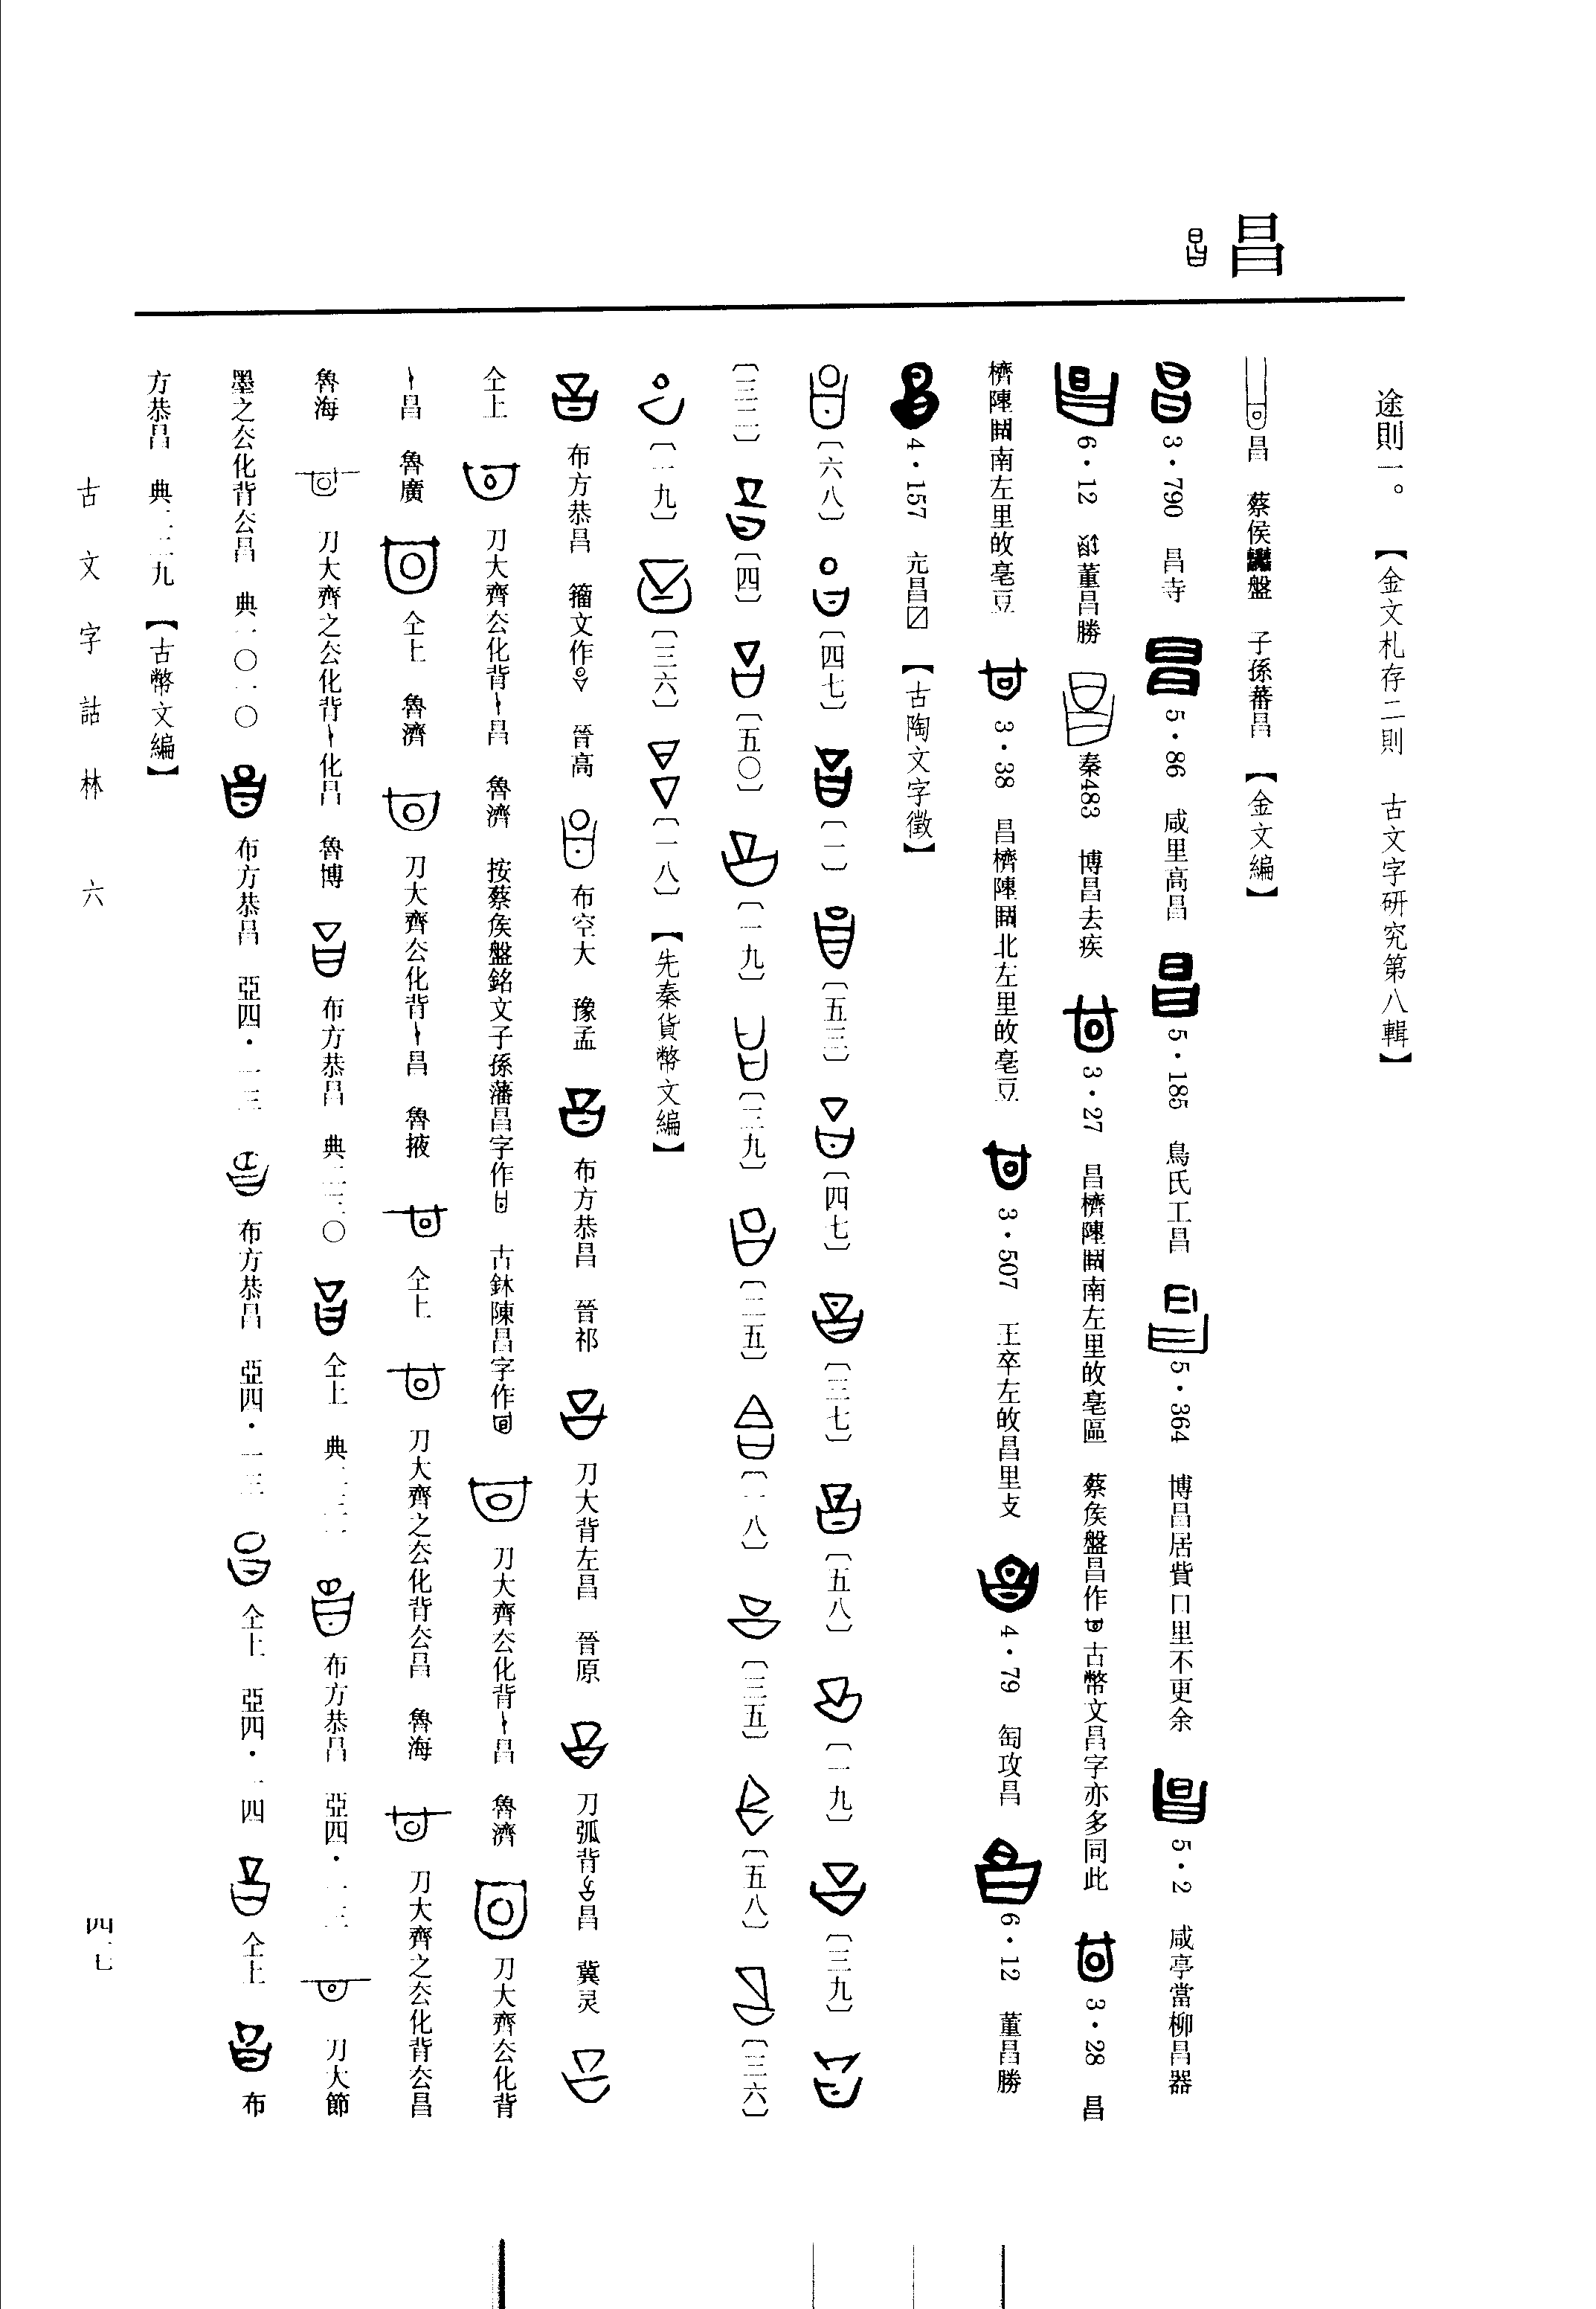 昌
途則一。　【金文札存二則　古文字研究第八輯】
昌　蔡侯盤　子孫蕃昌　【金文編】
3·790　昌寺　5·86　咸里高昌　5·185　鳥氏工昌　5·364　博昌居貲口里不更余　5·2　咸亭當柳昌器
6·12　董昌勝　秦483　博昌去疾　3·27　昌櫅陳南左里敀亳區　蔡矦盤昌作　古幣文昌字亦多同此　3·28　昌
櫅陳南左里敀亳豆　3·38　昌櫅陳北左里敀亳豆　3·507　王卒左敀昌里攴　4·79　匋攻昌　6·12　董昌勝
4·157　亢昌〼　【古陶文字徵】
〔六八〕　〔四七〕　〔二〕　〔五三〕　〔四七〕　〔三七〕　〔五八〕　〔一九〕　〔三九〕
〔三二〕　〔四〕　〔五〇〕　〔一九〕　〔三九〕　〔二五〕　〔一八〕　〔三五〕　〔五八〕　〔三六〕
〔一九〕　〔三六〕　〔一八〕　【先秦貨幣文編】
布方恭昌　籀文作　晉高　布空大　豫孟　布方恭昌　晉祁　刀大背左昌　晉原　刀弧背昌　冀灵
仝上　刀大齊厺化背昌　魯濟　按蔡矦盤銘文子孫藩昌字作　古鉢陳昌字作　刀大齊厺化背昌　魯濟　刀大齊厺化背
昌　魯廣　仝上　魯濟　刀大齊厺化背昌　魯掖　仝上　刀大齊之厺化背厺昌　魯海　刀大齊之厺化背厺昌
魯海　刀大齊之厺化背化昌　魯博　布方恭昌　典二三〇　仝上　典　布方恭昌　亞四·一三　刀大節
墨之厺化背厺昌　典一〇一〇　布方恭昌　亞四·一三　布方恭昌　亞四·一三　仝上　亞四·一四　仝上　布
方恭昌　典二二九　【古幣文編】
古文字詁林　六
四七